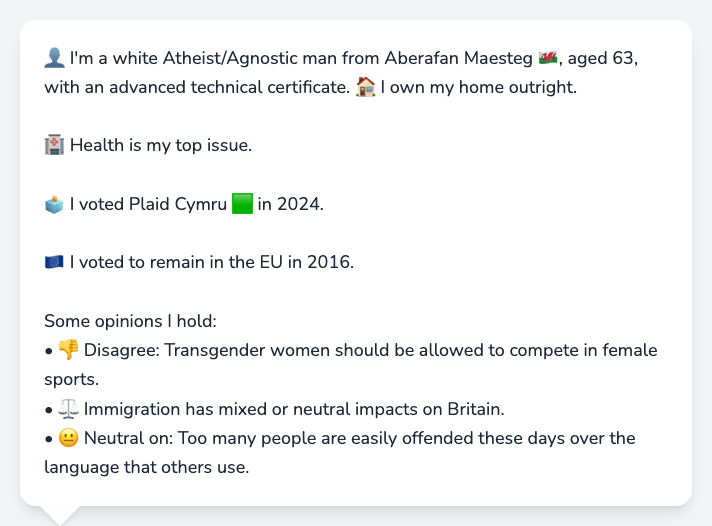 👤 I'm a white Atheist/Agnostic man from Aberafan Maesteg 🏴󠁧󠁢󠁷󠁬󠁳󠁿, aged 63,
with an advanced technical certificate. 🏠 I own my home outright.
🏥 Health is my top issue.
🗳️ I voted Plaid Cymru 🟩 in 2024.
🇪🇺 I voted to remain in the EU in 2016.
Some opinions I hold:
• 👎 Disagree: Transgender women should be allowed to compete in female
sports.
• ⚖️ Immigration has mixed or neutral impacts on Britain.
• 😐 Neutral on: Too many people are easily offended these days over the
language that others use.